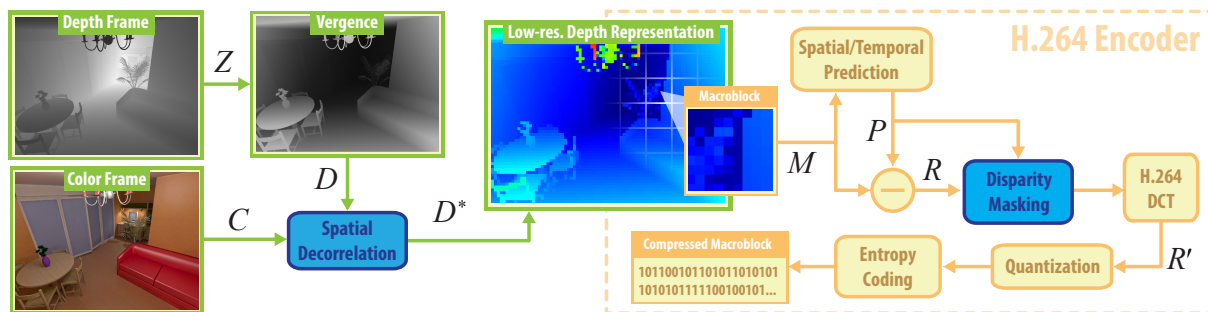 Depth Frame
Z
Vergence
D
Color Frame
C
Spatial
Decorrelation
D*
Low-res. Depth Representation
Macroblock
M
H.264 Encoder
Spatial/Temporal
Prediction
P
−
R
Disparity
Masking
H.264
DCT
R′
Quantization
Entropy
Coding
Compressed Macroblock
1011001011010110101​01
1010101111100100101...